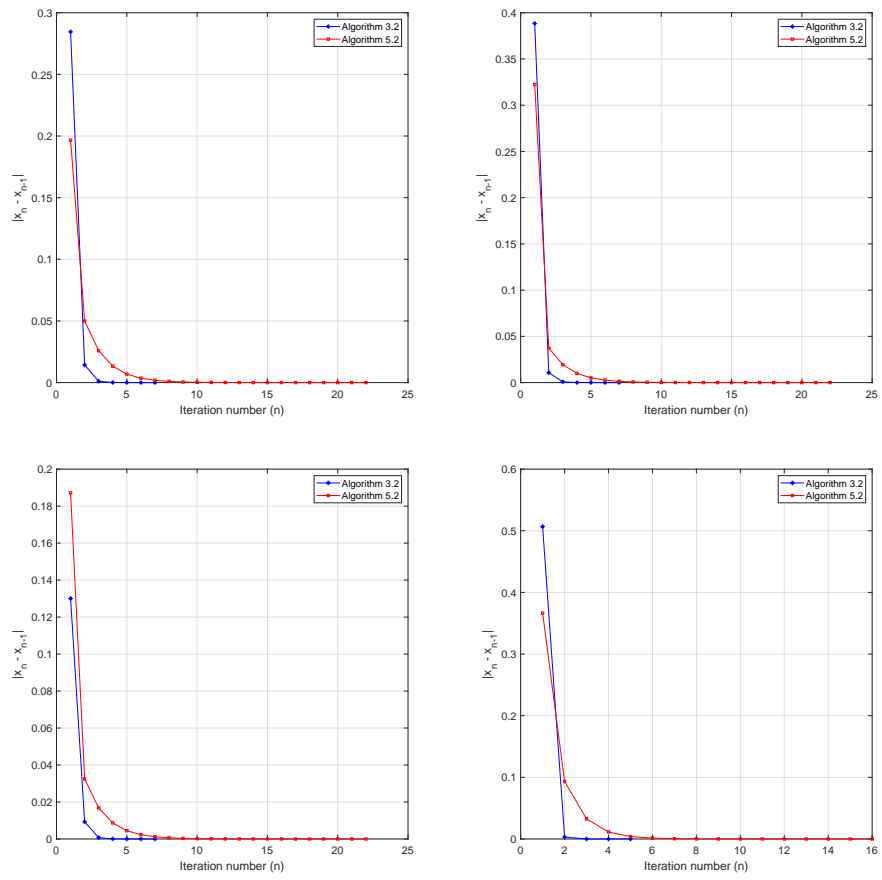 0.3
0.25
0.2
0.15
0.1
0.05
0
|x_n - x_{n-1}|
0 5 10 15 20 25
Iteration number (n)
Algorithm 3.2
Algorithm 5.2
0.4
0.35
0.3
0.25
0.2
0.15
0.1
0.05
0
|x_n - x_{n-1}|
0 5 10 15 20 25
Iteration number (n)
Algorithm 3.2
Algorithm 5.2
0.2
0.18
0.16
0.14
0.12
0.1
0.08
0.06
0.04
0.02
0
|x_n - x_{n-1}|
0 5 10 15 20 25
Iteration number (n)
Algorithm 3.2
Algorithm 5.2
0.6
0.5
0.4
0.3
0.2
0.1
0
|x_n - x_{n-1}|
0 2 4 6 8 10 12 14 16
Iteration number (n)
Algorithm 3.2
Algorithm 5.2